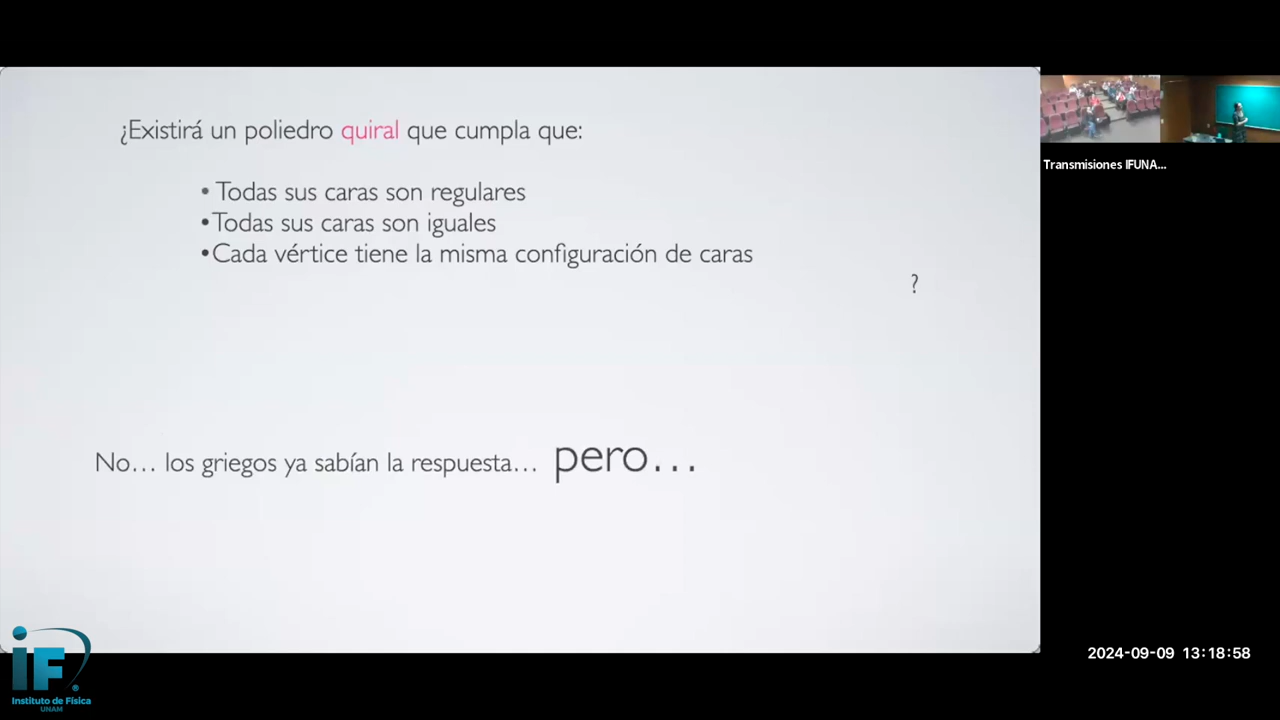 ¿Existirá un poliedro quiral que cumpla que:
• Todas sus caras son regulares
•Todas sus caras son iguales
•Cada vértice tiene la misma configuración de caras
?
No... los griegos ya sabían la respuesta... pero...
Transmisiones IFUNA...
2024-09-09 13:18:58
iF
Instituto de Física
UNAM